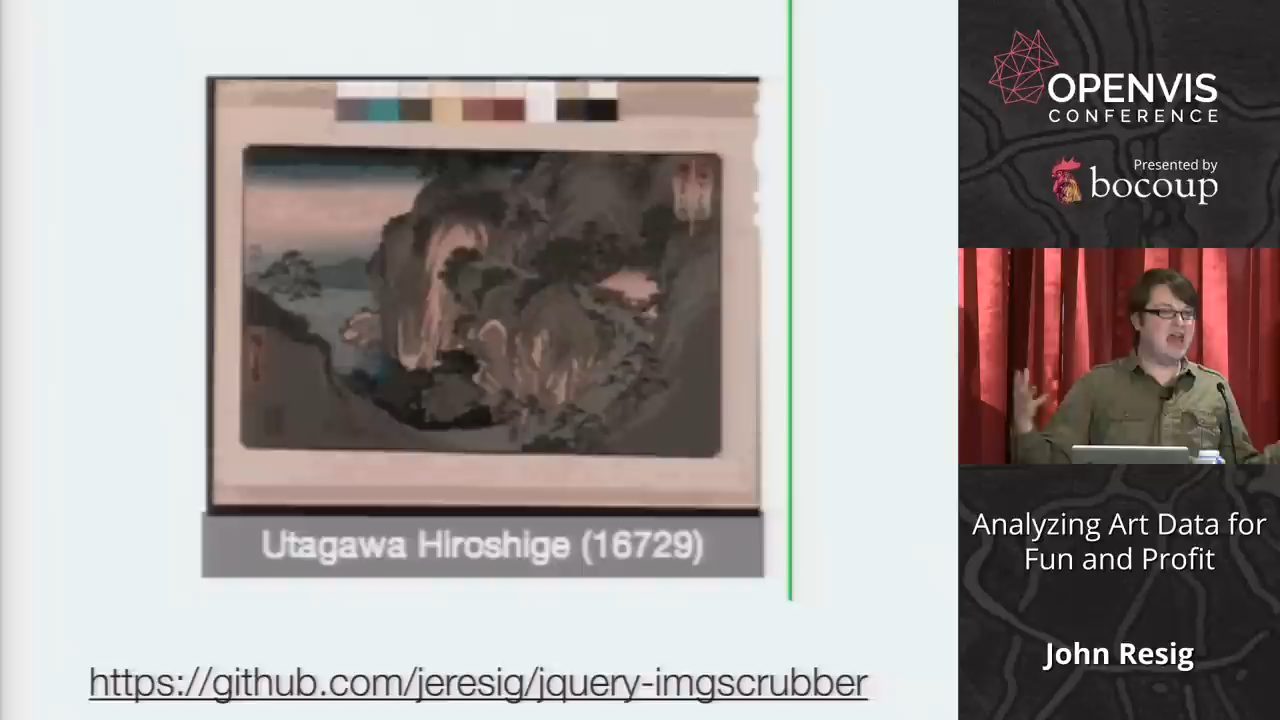 Utagawa Hiroshige (16729)
https://github.com/jeresig/jquery-imgscrubber
OPENVIS
CONFERENCE
Presented by
bocoup
Analyzing Art Data for
Fun and Profit
John Resig